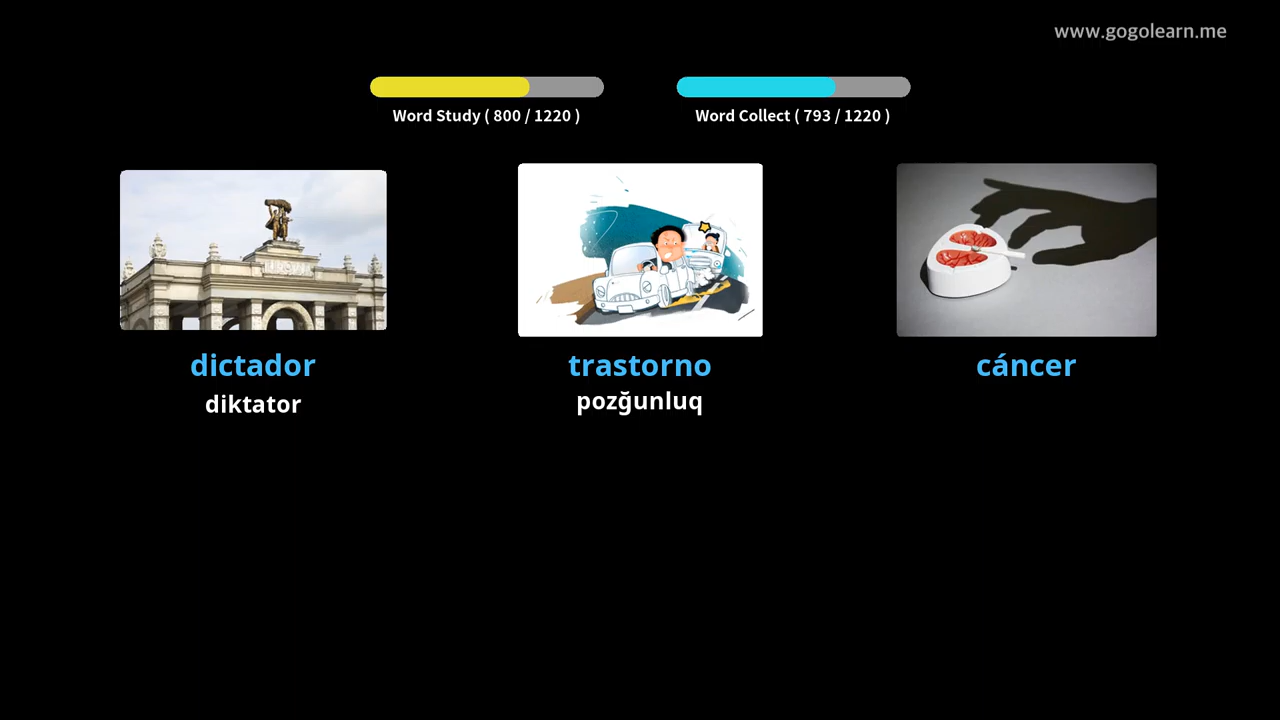 www.gogolearn.me
Word Study ( 800 / 1220 )
Word Collect ( 793 / 1220 )
dictador
diktator
trastorno
pozğunluq
cáncer